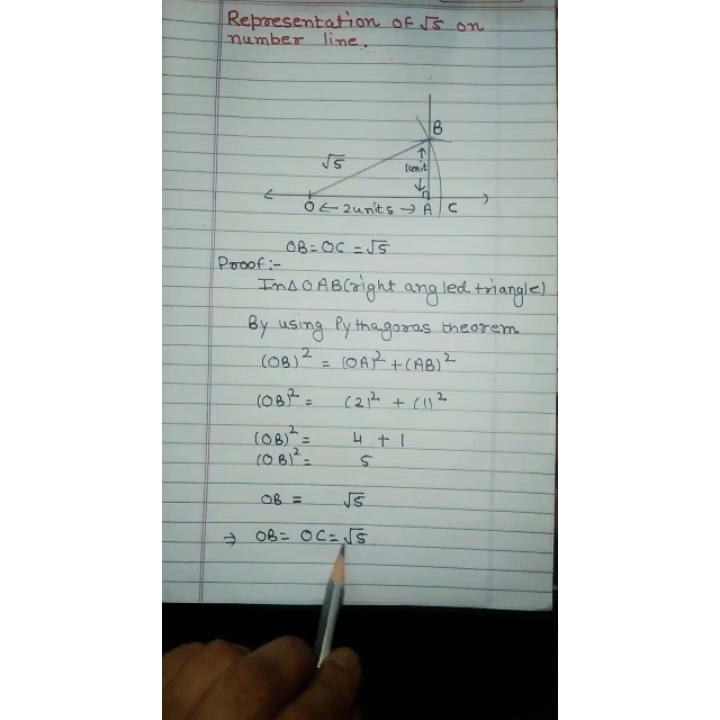 Representation of √5 on
number line.
B
√5
↑
1unit
↓
O ← 2units → A C
OB = OC = √5
Proof :-
In △ OAB (right angled triangle)
By using Pythagoras theorem
(OB)² = (OA)² + (AB)²
(OB)² = (2)² + (1)²
(OB)² = 4 + 1
(OB)² = 5
OB = √5
⇒ OB = OC = √5